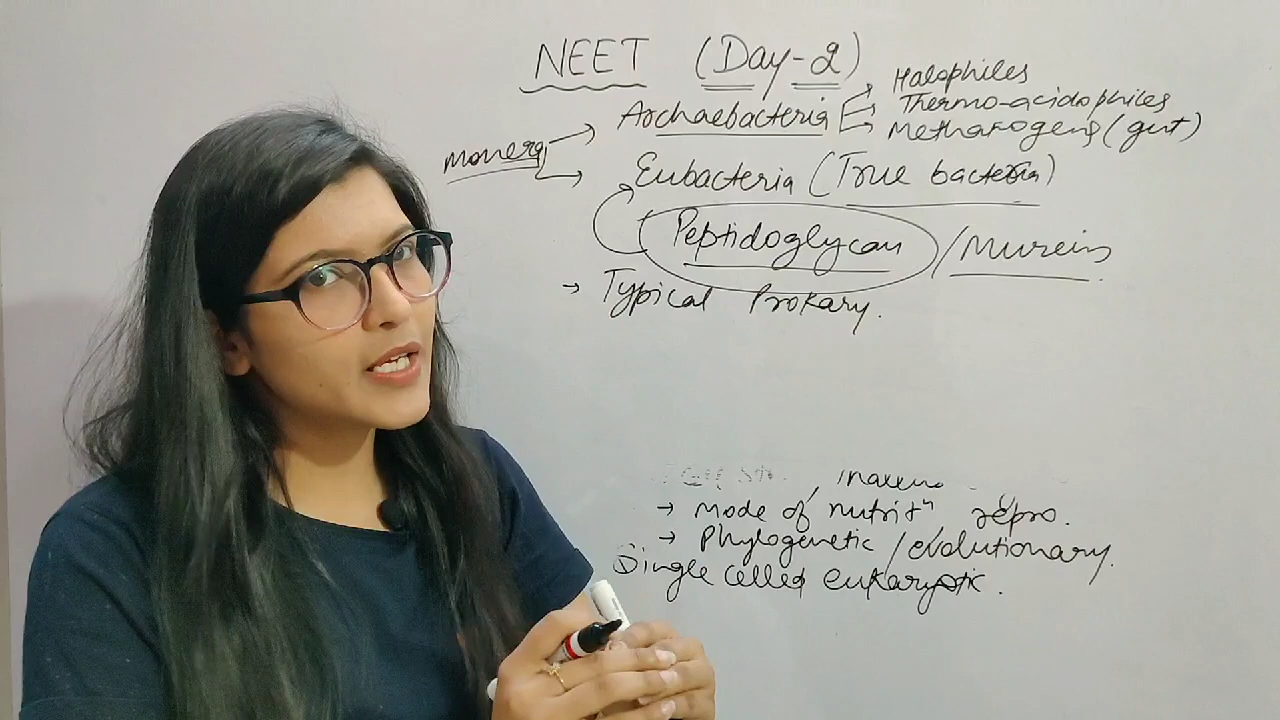 NEET (Day-2)
Halophiles
Archaebacteria Thermo-acidophiles
Methanogens (gut)
Monera
Eubacteria (True bacteria)
Peptidoglycan / Murein
→ Typical Prokary.
→ Mode of nutritⁿ, repro.
→ Phylogenetic / evolutionary.
Single celled eukaryotic.